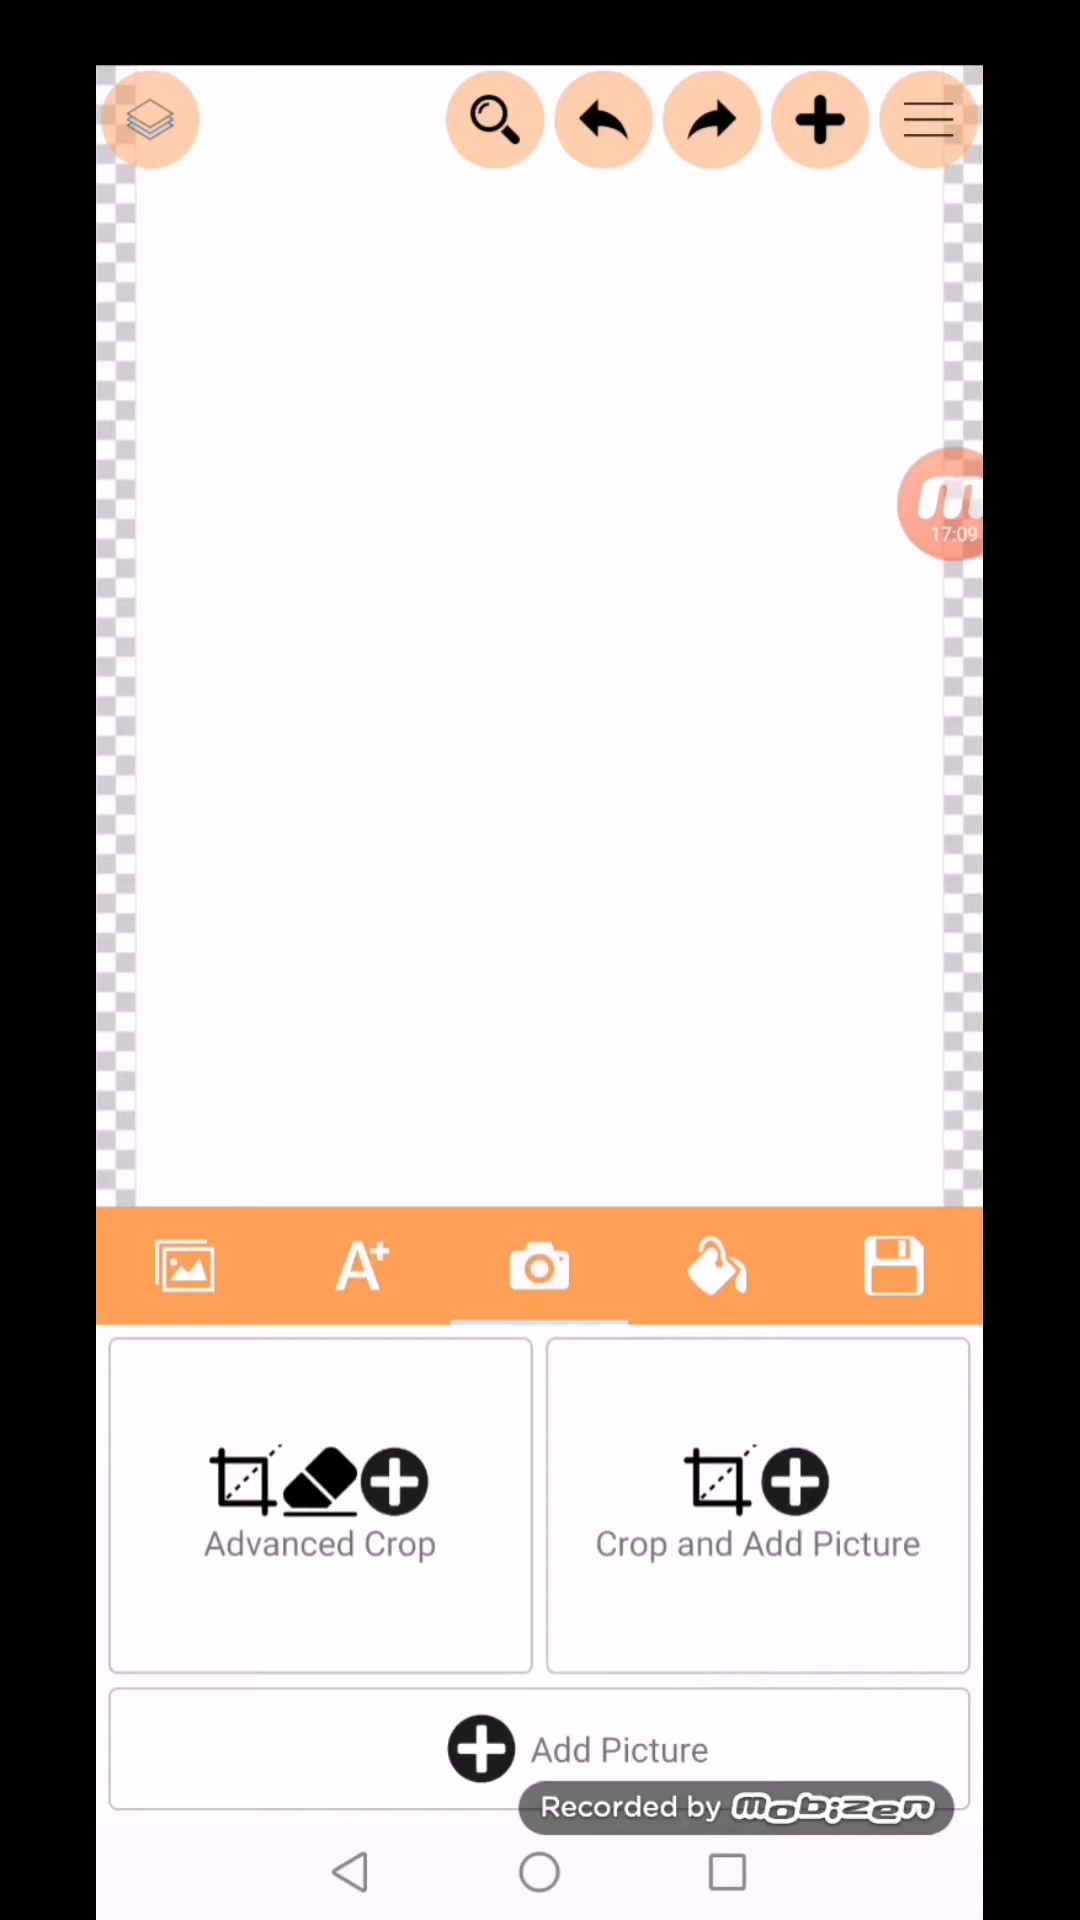 m
17:09
A+
Advanced Crop
Crop and Add Picture
Add Picture
Recorded by mobizen